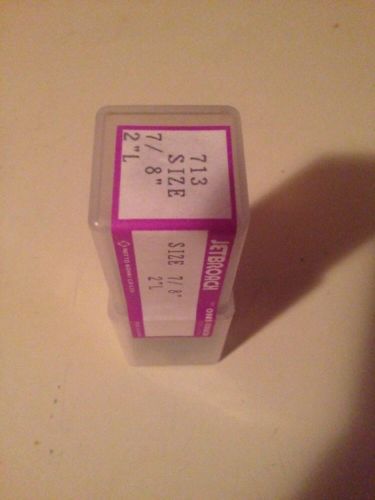 713
SIZE
7/8"
2"L
SIZE 7/8"
2"L
JETBROACH